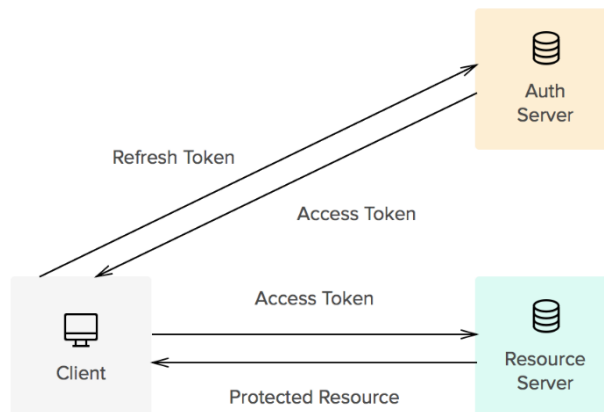 Auth
Server
Refresh Token
Access Token
Access Token
Client
Resource
Server
Protected Resource